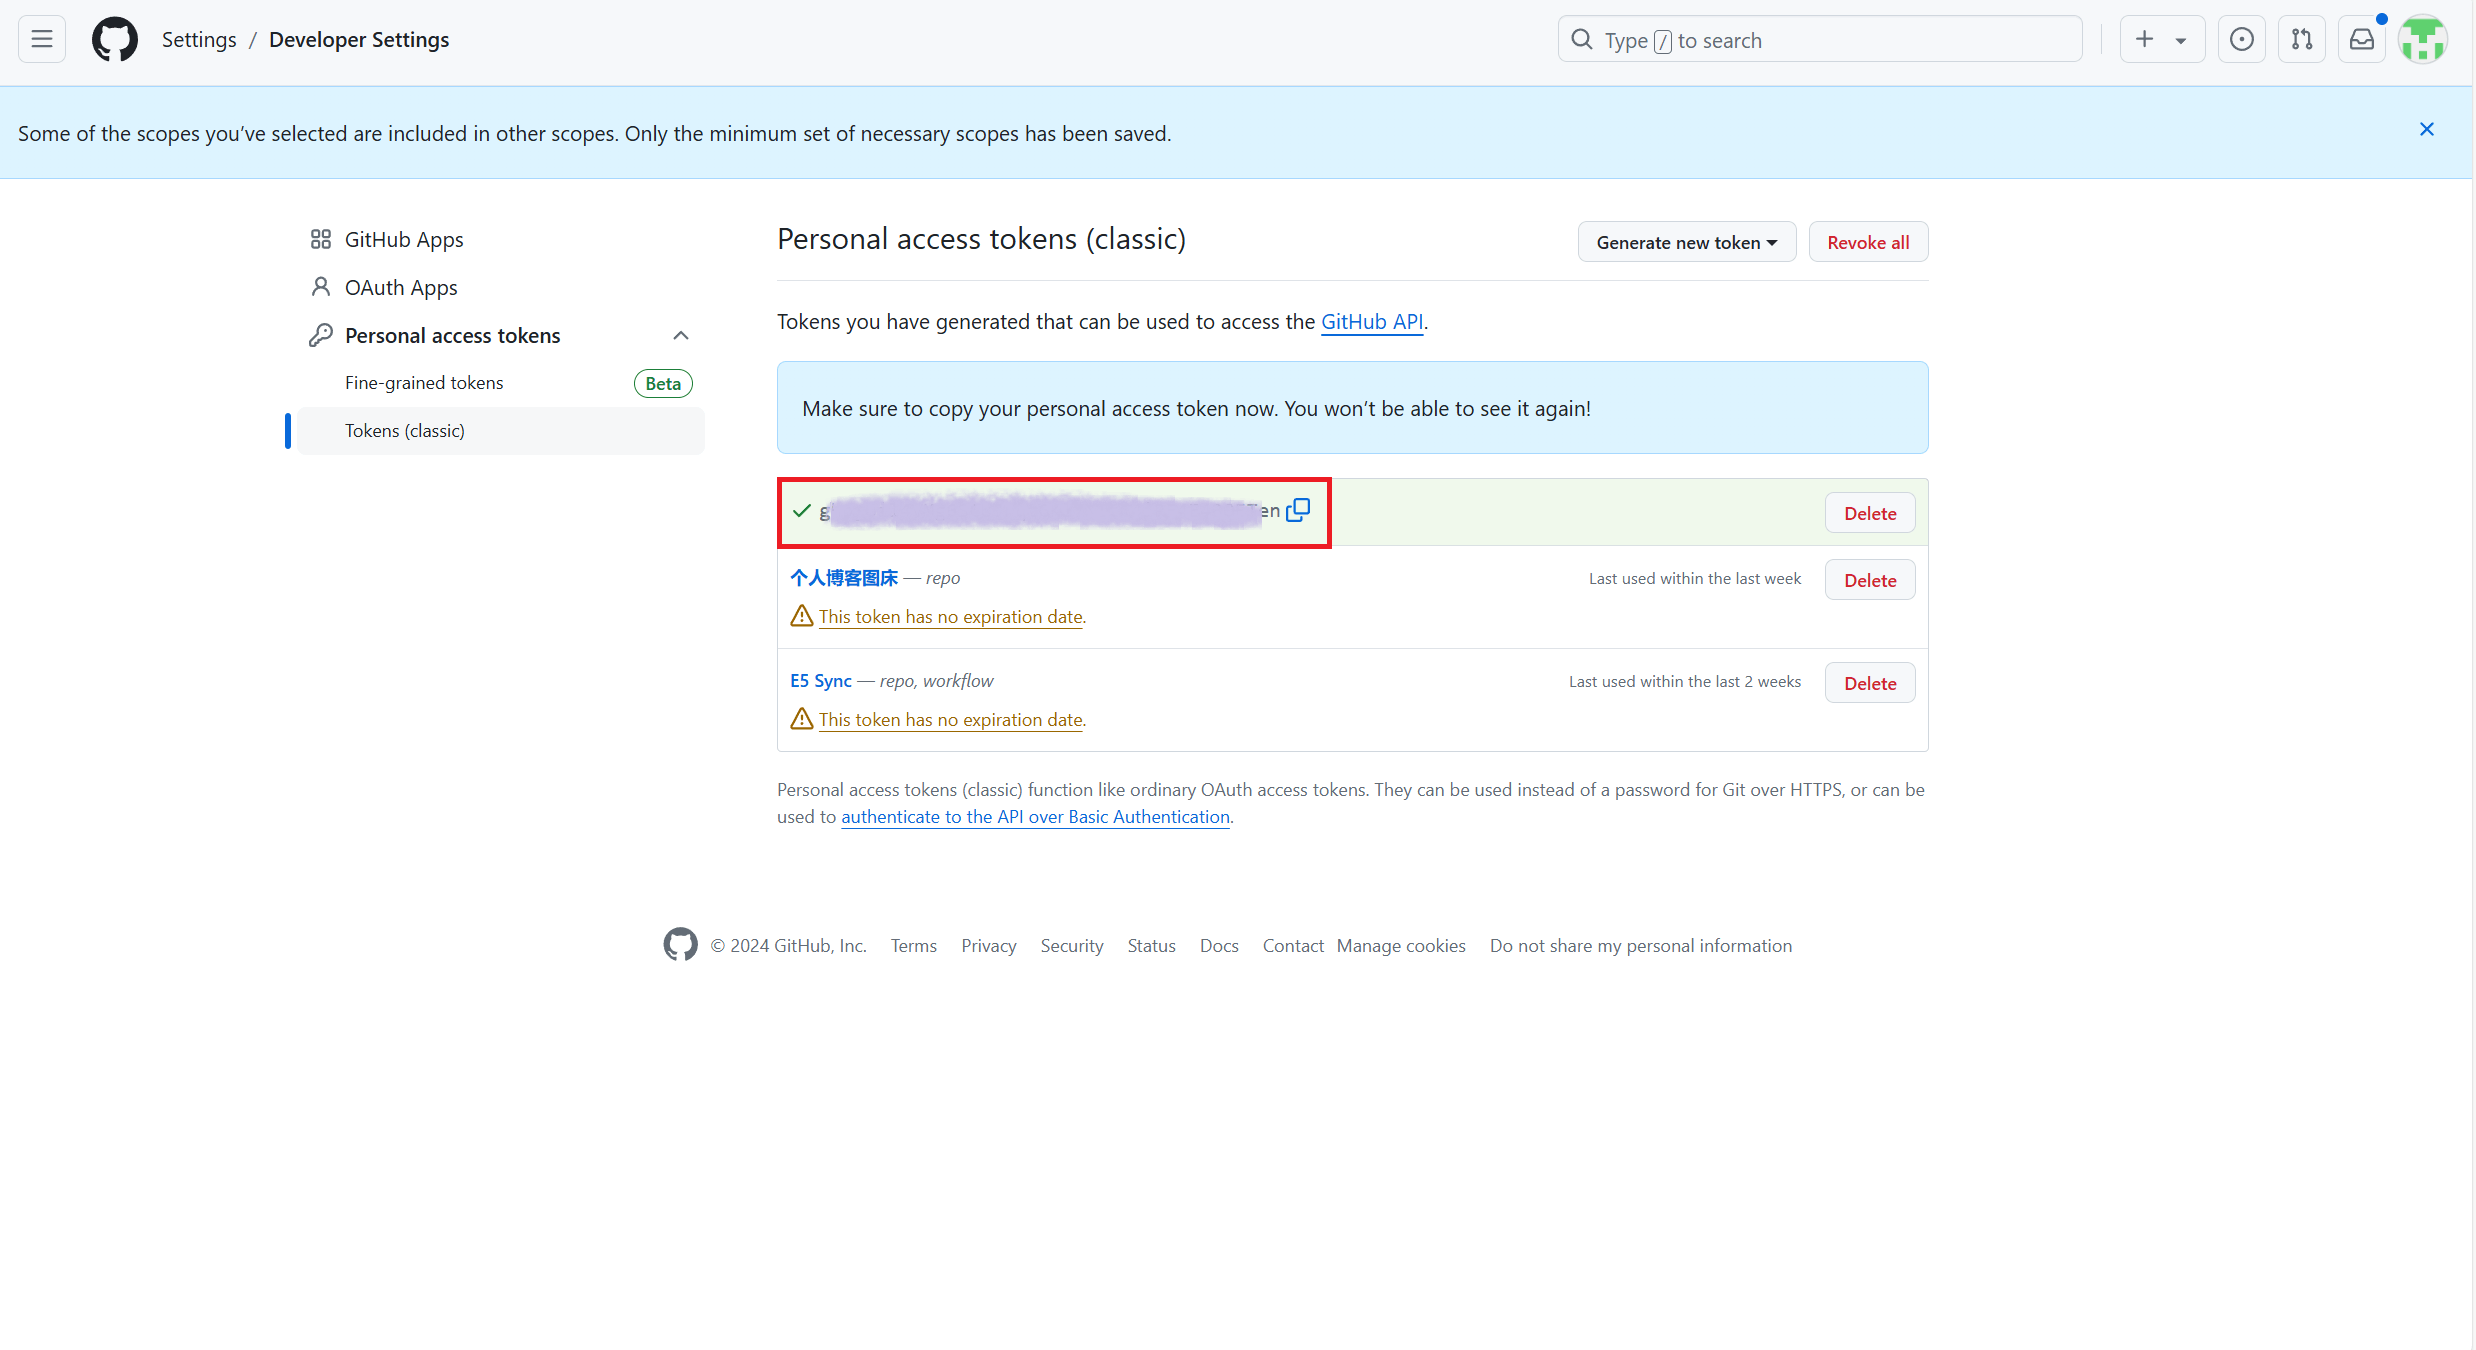 Settings / Developer Settings
Type / to search
Some of the scopes you’ve selected are included in other scopes. Only the minimum set of necessary scopes has been saved.
GitHub Apps
OAuth Apps
Personal access tokens
Fine-grained tokens Beta
Tokens (classic)
Personal access tokens (classic)
Generate new token
Revoke all
Tokens you have generated that can be used to access the GitHub API.
Make sure to copy your personal access token now. You won’t be able to see it again!
Delete
个人博客图床 — repo
Last used within the last week
Delete
This token has no expiration date.
E5 Sync — repo, workflow
Last used within the last 2 weeks
Delete
This token has no expiration date.
Personal access tokens (classic) function like ordinary OAuth access tokens. They can be used instead of a password for Git over HTTPS, or can be
used to authenticate to the API over Basic Authentication.
© 2024 GitHub, Inc. Terms Privacy Security Status Docs Contact Manage cookies Do not share my personal information